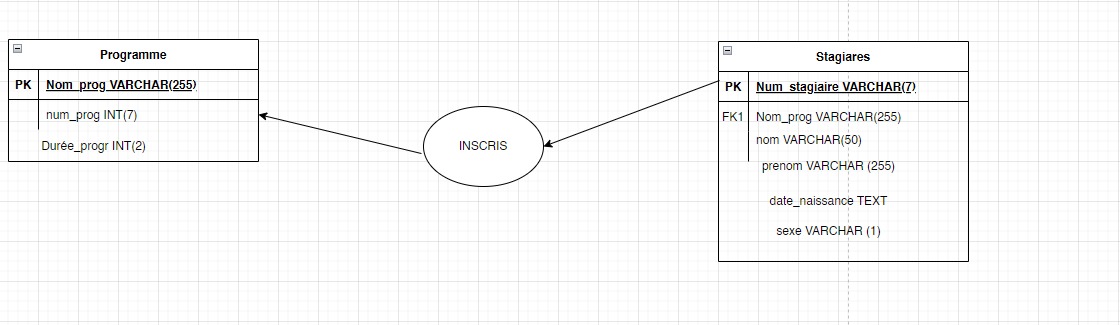 Programme
PK Nom_prog VARCHAR(255)
num_prog INT(7)
Durée_progr INT(2)
INSCRIS
Stagiares
PK Num_stagiaire VARCHAR(7)
FK1 Nom_prog VARCHAR(255)
nom VARCHAR(50)
prenom VARCHAR (255)
date_naissance TEXT
sexe VARCHAR (1)